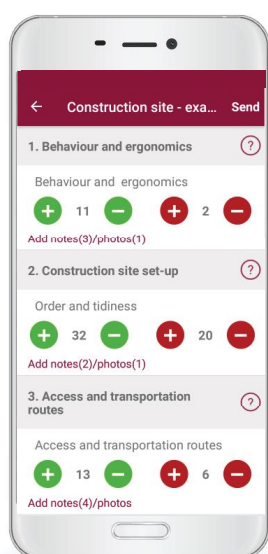 ← Construction site - exa... Send
1. Behaviour and ergonomics ?
Behaviour and ergonomics
+ 11 − + 2 −
Add notes(3)/photos(1)
2. Construction site set-up ?
Order and tidiness
+ 32 − + 20 −
Add notes(2)/photos(1)
3. Access and transportation
routes ?
Access and transportation routes
+ 13 − + 6 −
Add notes(4)/photos